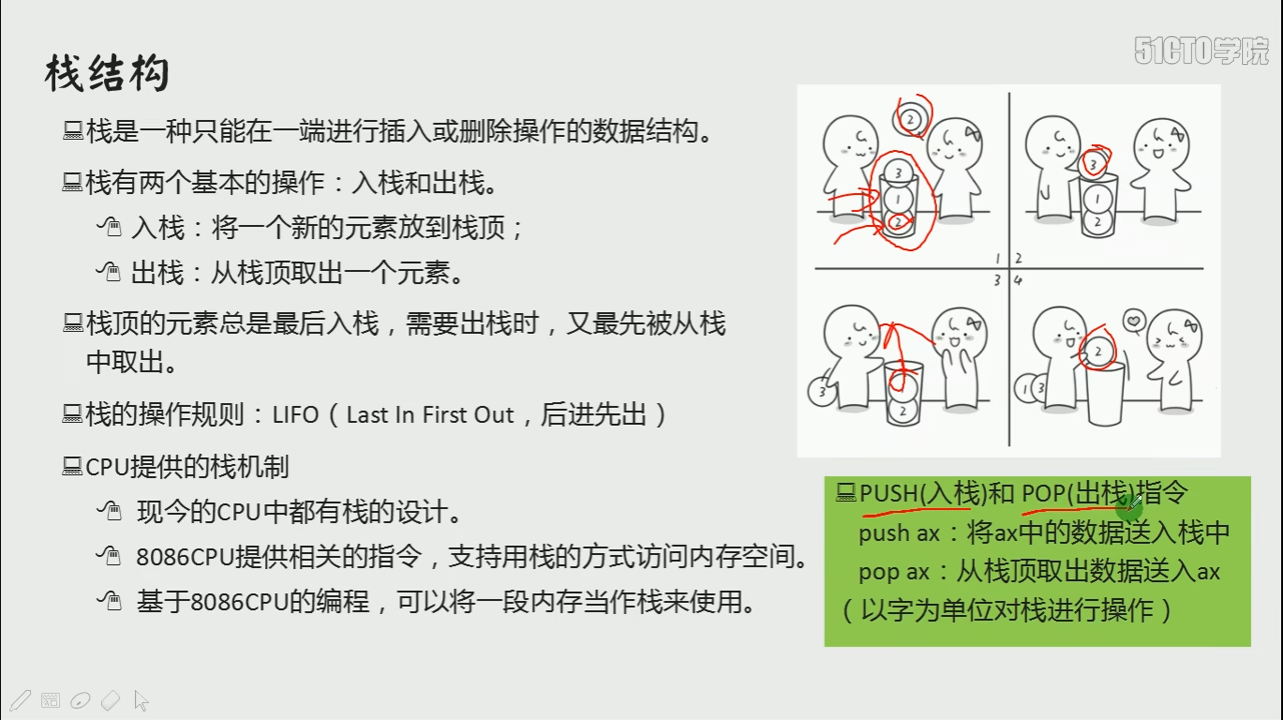 51CTO学院
栈结构
栈是一种只能在一端进行插入或删除操作的数据结构。
栈有两个基本的操作：入栈和出栈。
入栈：将一个新的元素放到栈顶；
出栈：从栈顶取出一个元素。
栈顶的元素总是最后入栈，需要出栈时，又最先被从栈
中取出。
栈的操作规则：LIFO（Last In First Out，后进先出）
CPU提供的栈机制
现今的CPU中都有栈的设计。
8086CPU提供相关的指令，支持用栈的方式访问内存空间。
基于8086CPU的编程，可以将一段内存当作栈来使用。
2
3
1
2
1
3
1
2
2
3
3
1
2
4
2
1 3
PUSH(入栈)和 POP(出栈)指令
push ax：将ax中的数据送入栈中
pop ax：从栈顶取出数据送入ax
（以字为单位对栈进行操作）